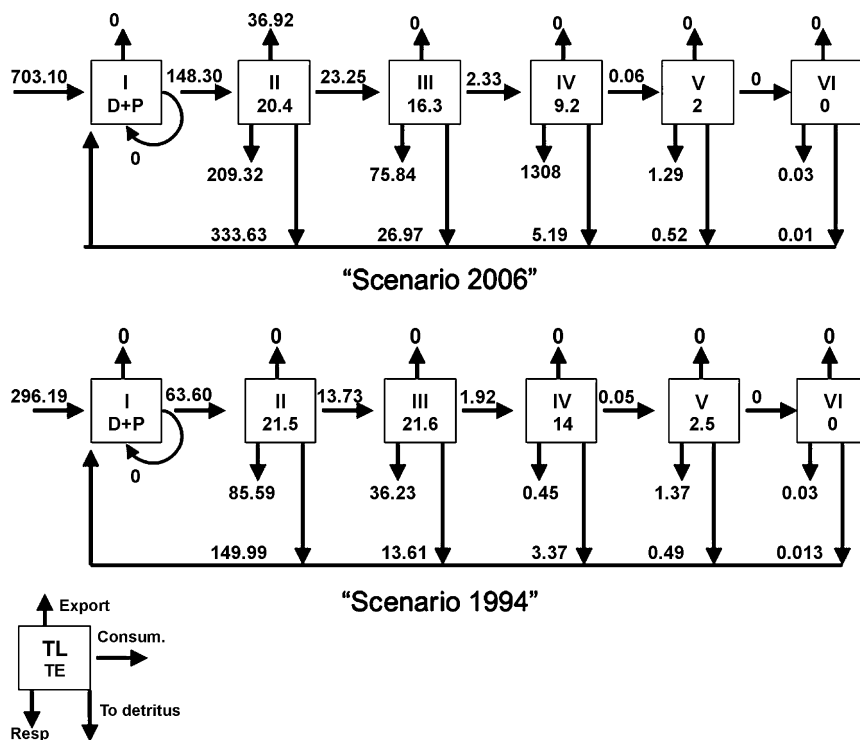 0 36.92 0 0 0 0
703.10 I 148.30 II 23.25 III 2.33 IV 0.06 V 0 VI
D+P 20.4 16.3 9.2 2 0
0
209.32 75.84 1308 1.29 0.03
333.63 26.97 5.19 0.52 0.01
“Scenario 2006”
0 0 0 0 0 0
296.19 I 63.60 II 13.73 III 1.92 IV 0.05 V 0 VI
D+P 21.5 21.6 14 2.5 0
0
85.59 36.23 0.45 1.37 0.03
149.99 13.61 3.37 0.49 0.013
“Scenario 1994”
Export
TL Consum.
TE
To detritus
Resp